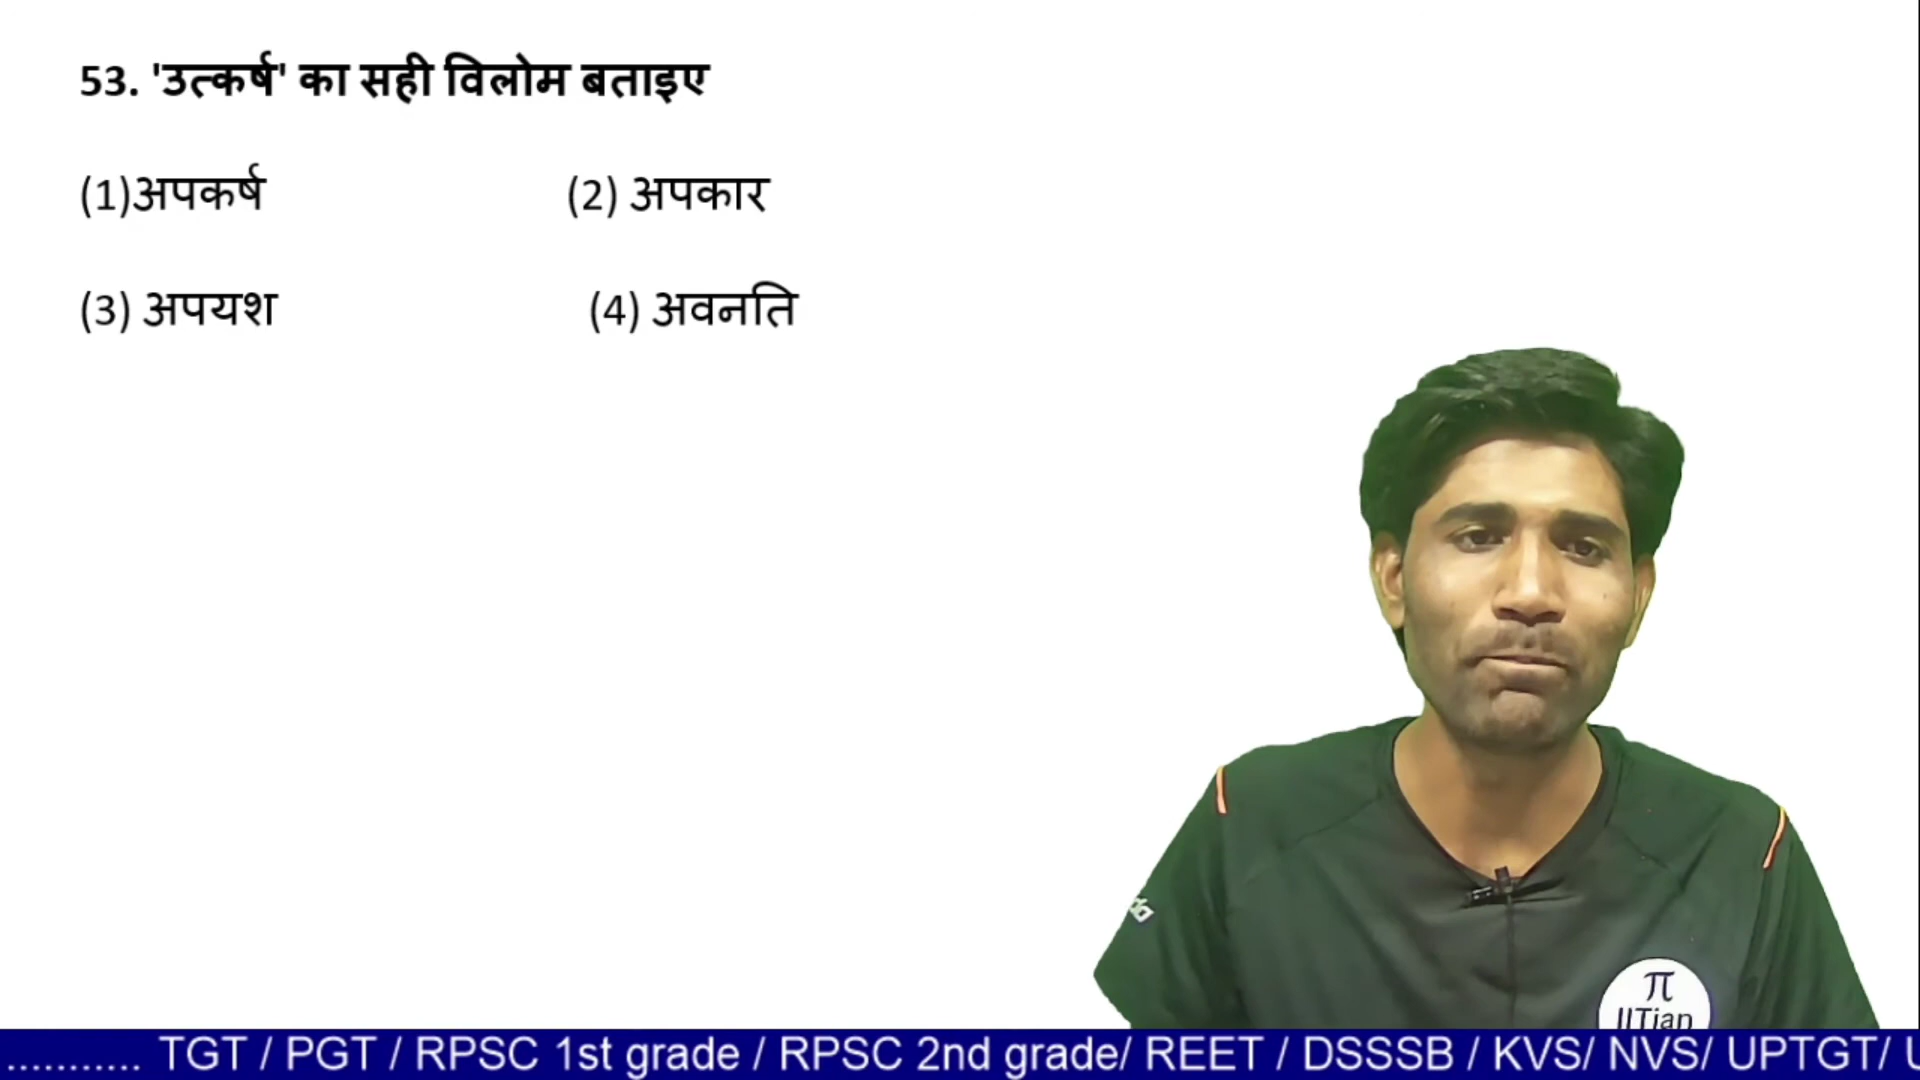 53. 'उत्कर्ष' का सही विलोम बताइए
(1)अपकर्ष (2) अपकार
(3) अपयश (4) अवनति
π
IITian
........... TGT / PGT / RPSC 1st grade / RPSC 2nd grade/ REET / DSSSB / KVS/ NVS/ UPTGT/ U